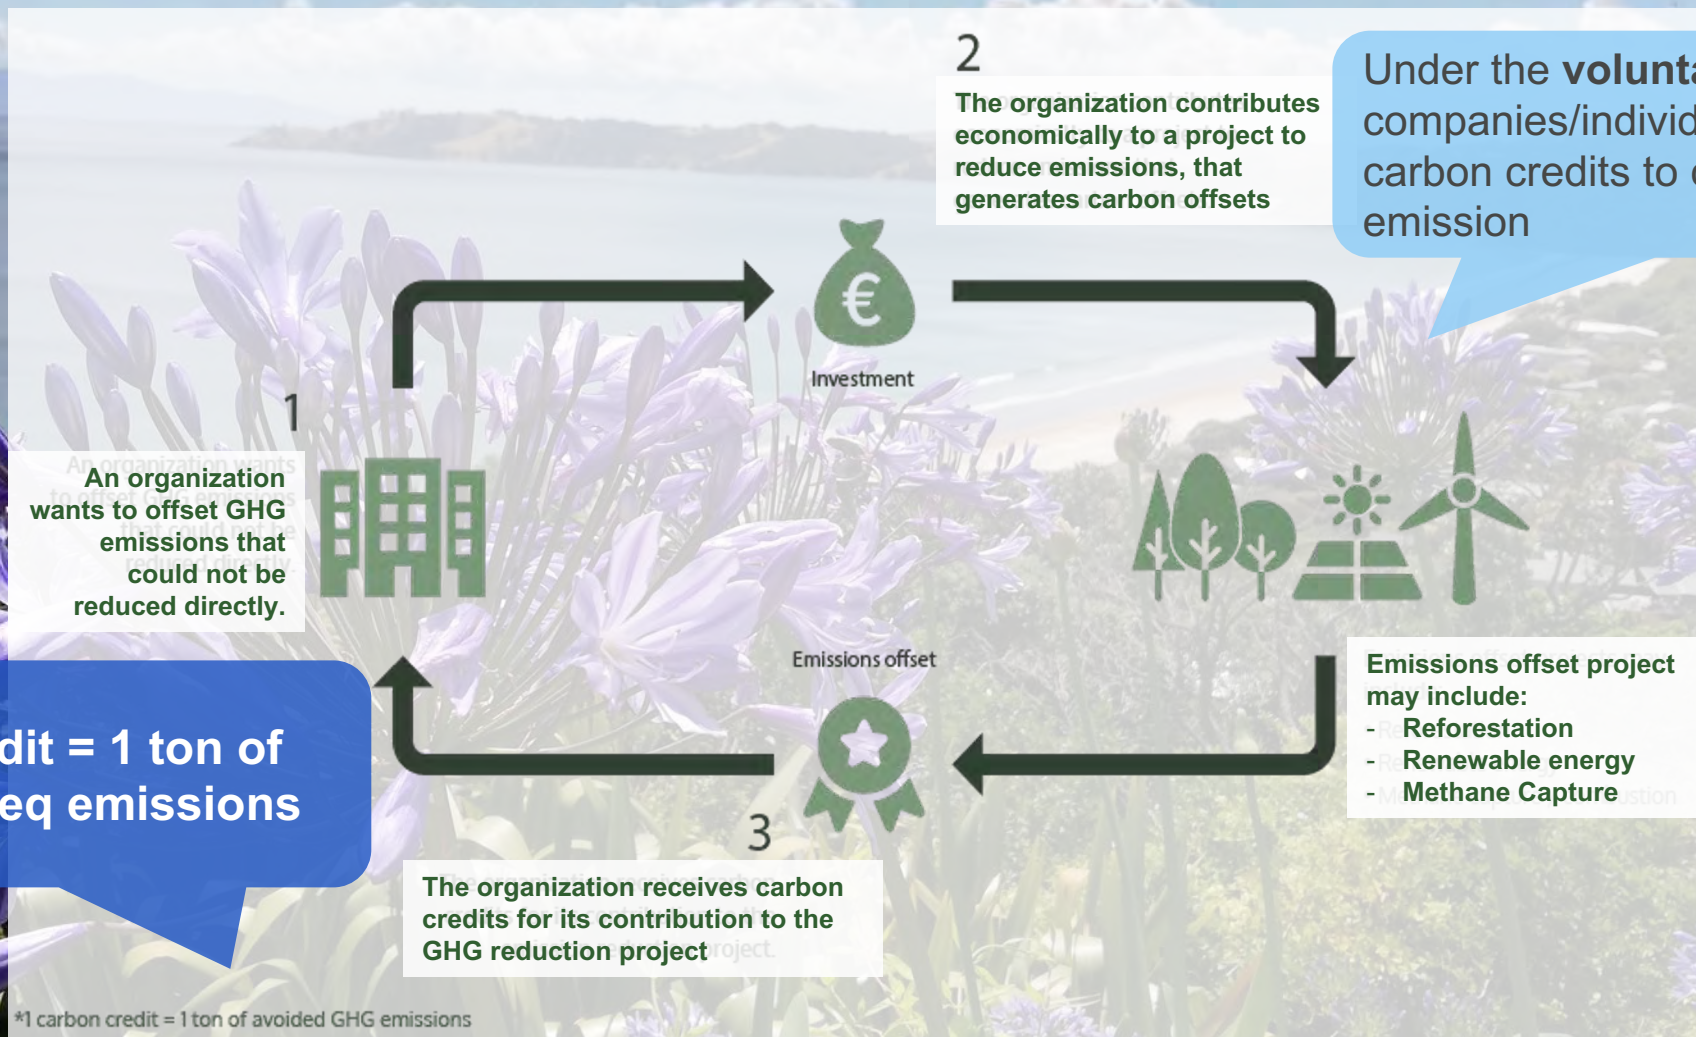 2
The organization contributes
economically to a project to
reduce emissions, that
generates carbon offsets
Under the
companies/individ
carbon credits to
emission
€
Investment
1
An organization
wants to offset GHG
emissions that
could not be
reduced directly.
Emissions offset
Emissions offset project
may include:
- Reforestation
- Renewable energy
- Methane Capture
dit = 1 ton of
eq emissions
3
The organization receives carbon
credits for its contribution to the
GHG reduction project
*1 carbon credit = 1 ton of avoided GHG emissions